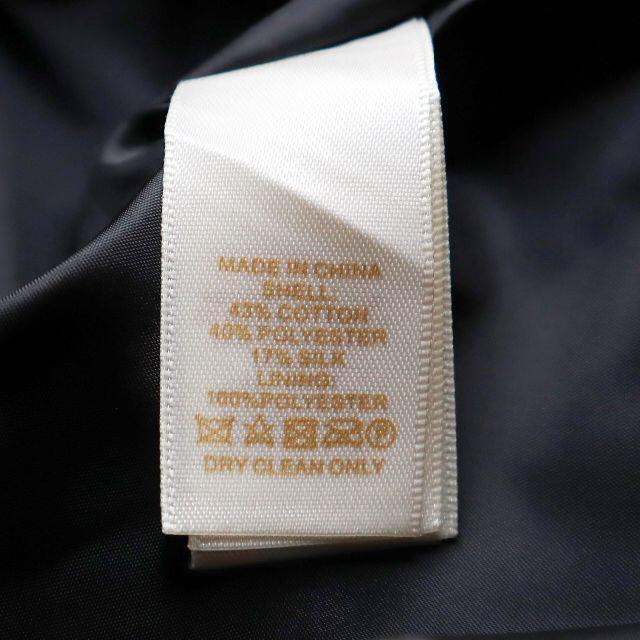 MADE IN CHINA
SHELL
43% COTTON
40% POLYESTER
17% SILK
LINING:
100%POLYESTER
DRY CLEAN ONLY